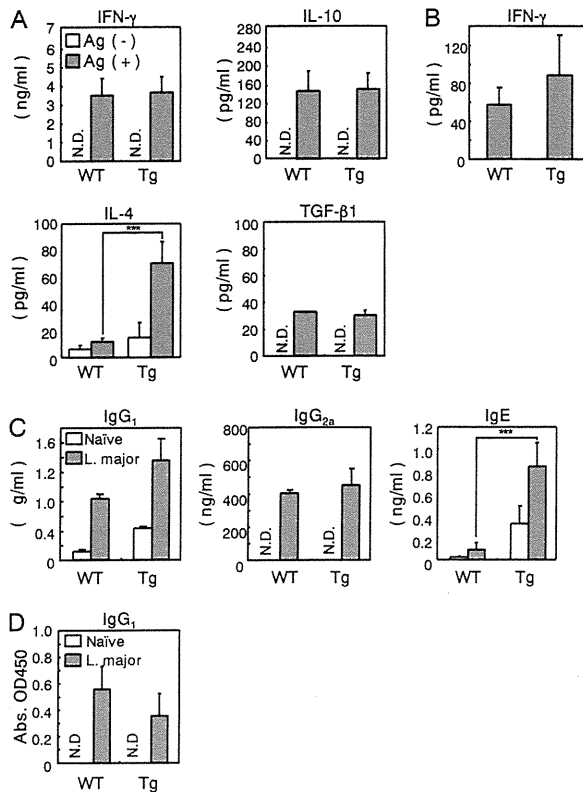 A
IFN-γ
( ng/ml )
7
6
5
4
3
2
1
0
Ag ( - )
Ag ( + )
N.D.
N.D.
WT
Tg
IL-10
( pg/ml )
280
240
200
160
120
80
40
0
N.D.
N.D.
WT
Tg
B
IFN-γ
( pg/ml )
120
80
40
0
WT
Tg
IL-4
( pg/ml )
100
80
60
40
20
0
***
WT
Tg
TGF-β1
( pg/ml )
100
80
60
40
20
0
N.D.
N.D.
WT
Tg
C
IgG1
( g/ml )
1.6
1.2
0.8
0.4
0
Naïve
L. major
WT
Tg
IgG2a
( ng/ml )
800
600
400
200
0
N.D.
N.D.
WT
Tg
IgE
( ng/ml )
1.2
1.0
0.8
0.6
0.4
0.2
0
***
WT
Tg
D
IgG1
Abs. OD450
1.0
0.8
0.6
0.4
0.2
0
Naïve
L. major
N.D
N.D
WT
Tg